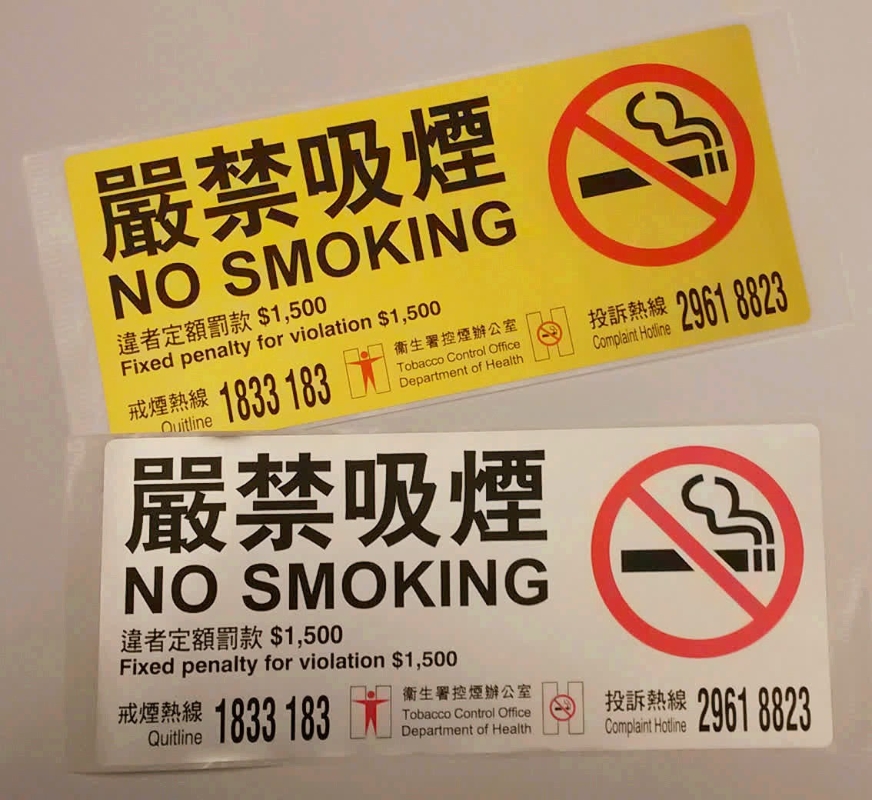 嚴禁吸煙
NO SMOKING
違者定額罰款 $1,500
Fixed penalty for violation $1,500
戒煙熱線 1833 183
Quitline
衞生署控煙辦公室
Tobacco Control Office
Department of Health
投訴熱線 2961 8823
Complaint Hotline
嚴禁吸煙
NO SMOKING
違者定額罰款 $1,500
Fixed penalty for violation $1,500
戒煙熱線 1833 183
Quitline
衞生署控煙辦公室
Tobacco Control Office
Department of Health
投訴熱線 2961 8823
Complaint Hotline